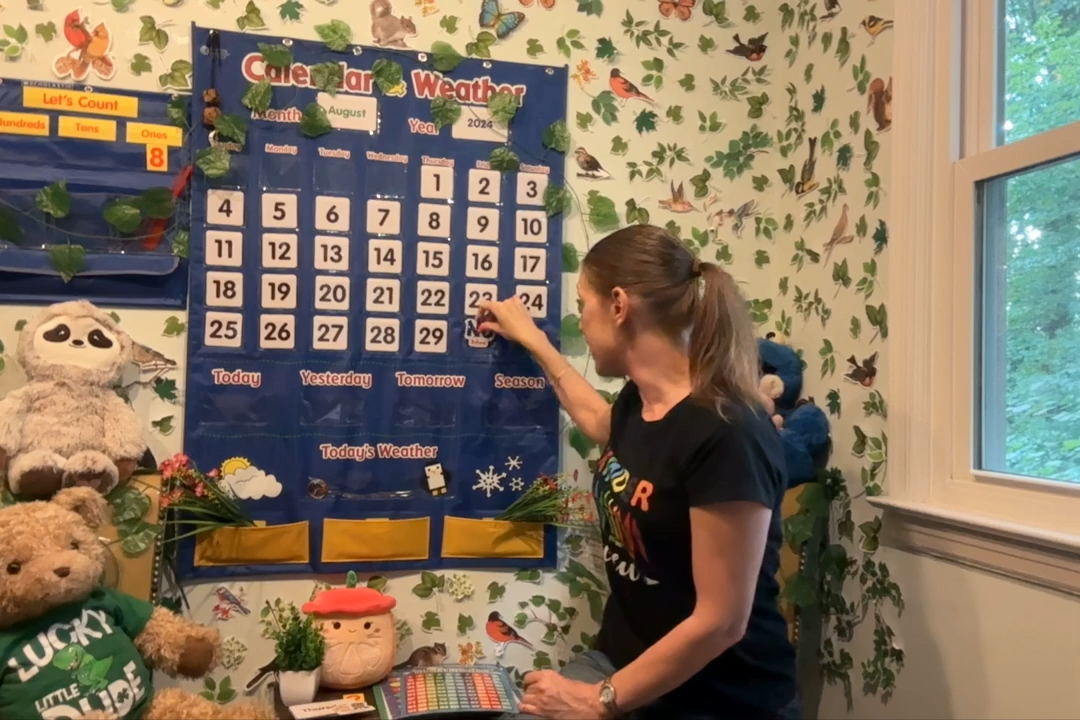 Let's Count
Hundreds
Tens
Ones
8
Calendar & Weather
Month
August
Year
2024
Monday
Tuesday
Wednesday
Thursday
1 2 3
4 5 6 7 8 9 10
11 12 13 14 15 16 17
18 19 20 21 22 23 24
25 26 27 28 29 No
Today Yesterday Tomorrow Season
Today's Weather
LUCKY
LITTLE
DUDE